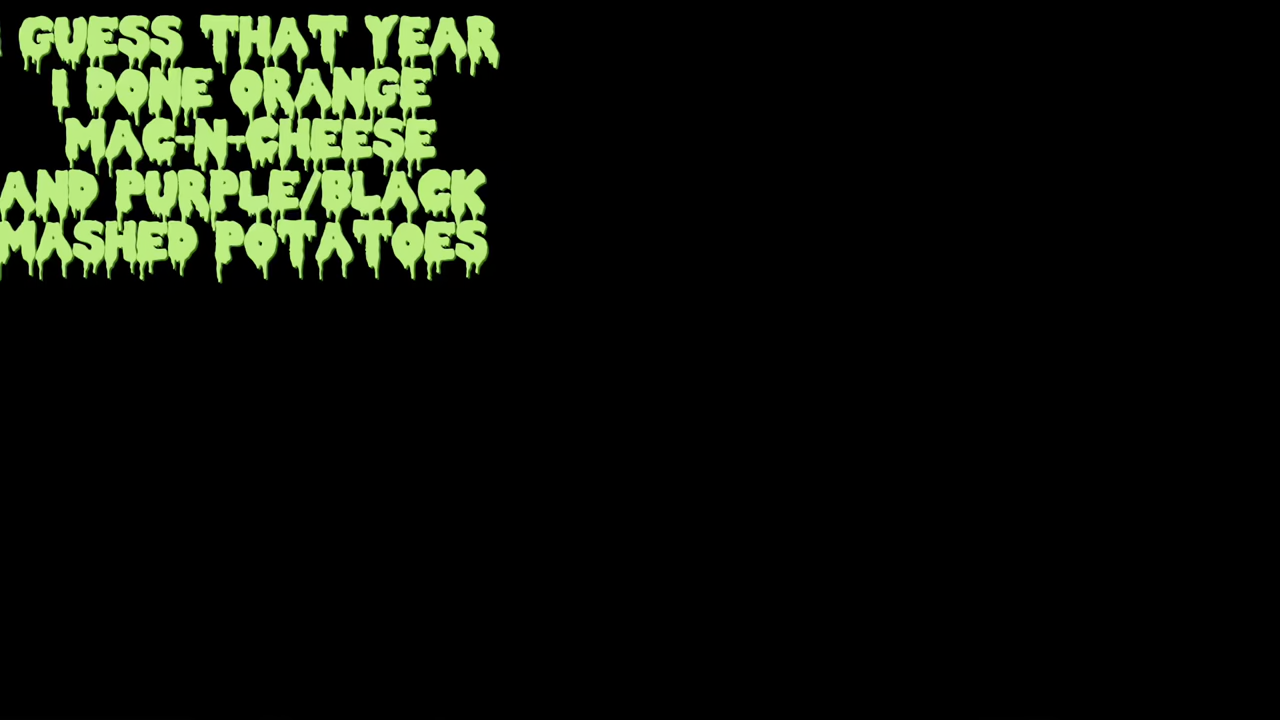 GUESS THAT YEAR
I DONE ORANGE
MAC-N-CHEESE
AND PURPLE/BLACK
MASHED POTATOES